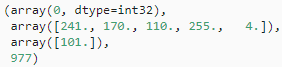 (array(0, dtype=int32),
array([241., 170., 110., 255., 4.]),
array([101.]),
977)